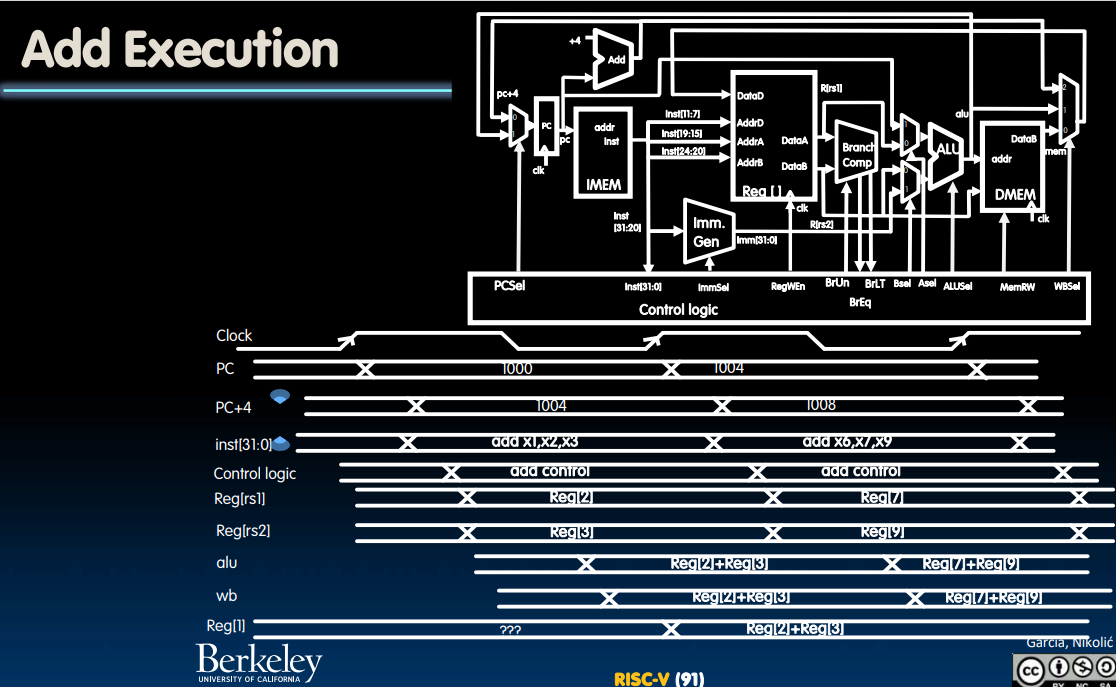 Add Execution
+4
Add
pc+4
0
1
PC
pc
clk
addr
inst
IMEM
Inst[11:7]
Inst[19:15]
Inst[24:20]
DataD
AddrD
AddrA
AddrB
DataA
DataB
Reg [ ]
clk
R[rs1]
R[rs2]
Branch
Comp
1
0
0
1
ALU
alu
DataB
addr
DMEM
clk
mem
2
1
0
Inst
[31:20]
Imm.
Gen
Imm[31:0]
PCSel
Inst[31:0]
ImmSel
RegWEn
BrUn
BrEq
BrLT
Bsel
Asel
ALUSel
MemRW
WBSel
Control logic
Clock
PC 1000 1004
PC+4 1004 1008
inst[31:0] add x1,x2,x3 add x6,x7,x9
Control logic add control add control
Reg[rs1] Reg[2] Reg[7]
Reg[rs2] Reg[3] Reg[9]
alu Reg[2]+Reg[3] Reg[7]+Reg[9]
wb Reg[2]+Reg[3] Reg[7]+Reg[9]
Reg[1] ??? Reg[2]+Reg[3]
Garcia, Nikolić
Berkeley
UNIVERSITY OF CALIFORNIA
RISC-V (91)
cc
BY NC SA